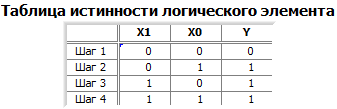 Таблица истинности логического элемента
X1 X0 Y
Шаг 1 0 0 0
Шаг 2 0 1 1
Шаг 3 1 0 1
Шаг 4 1 1 1